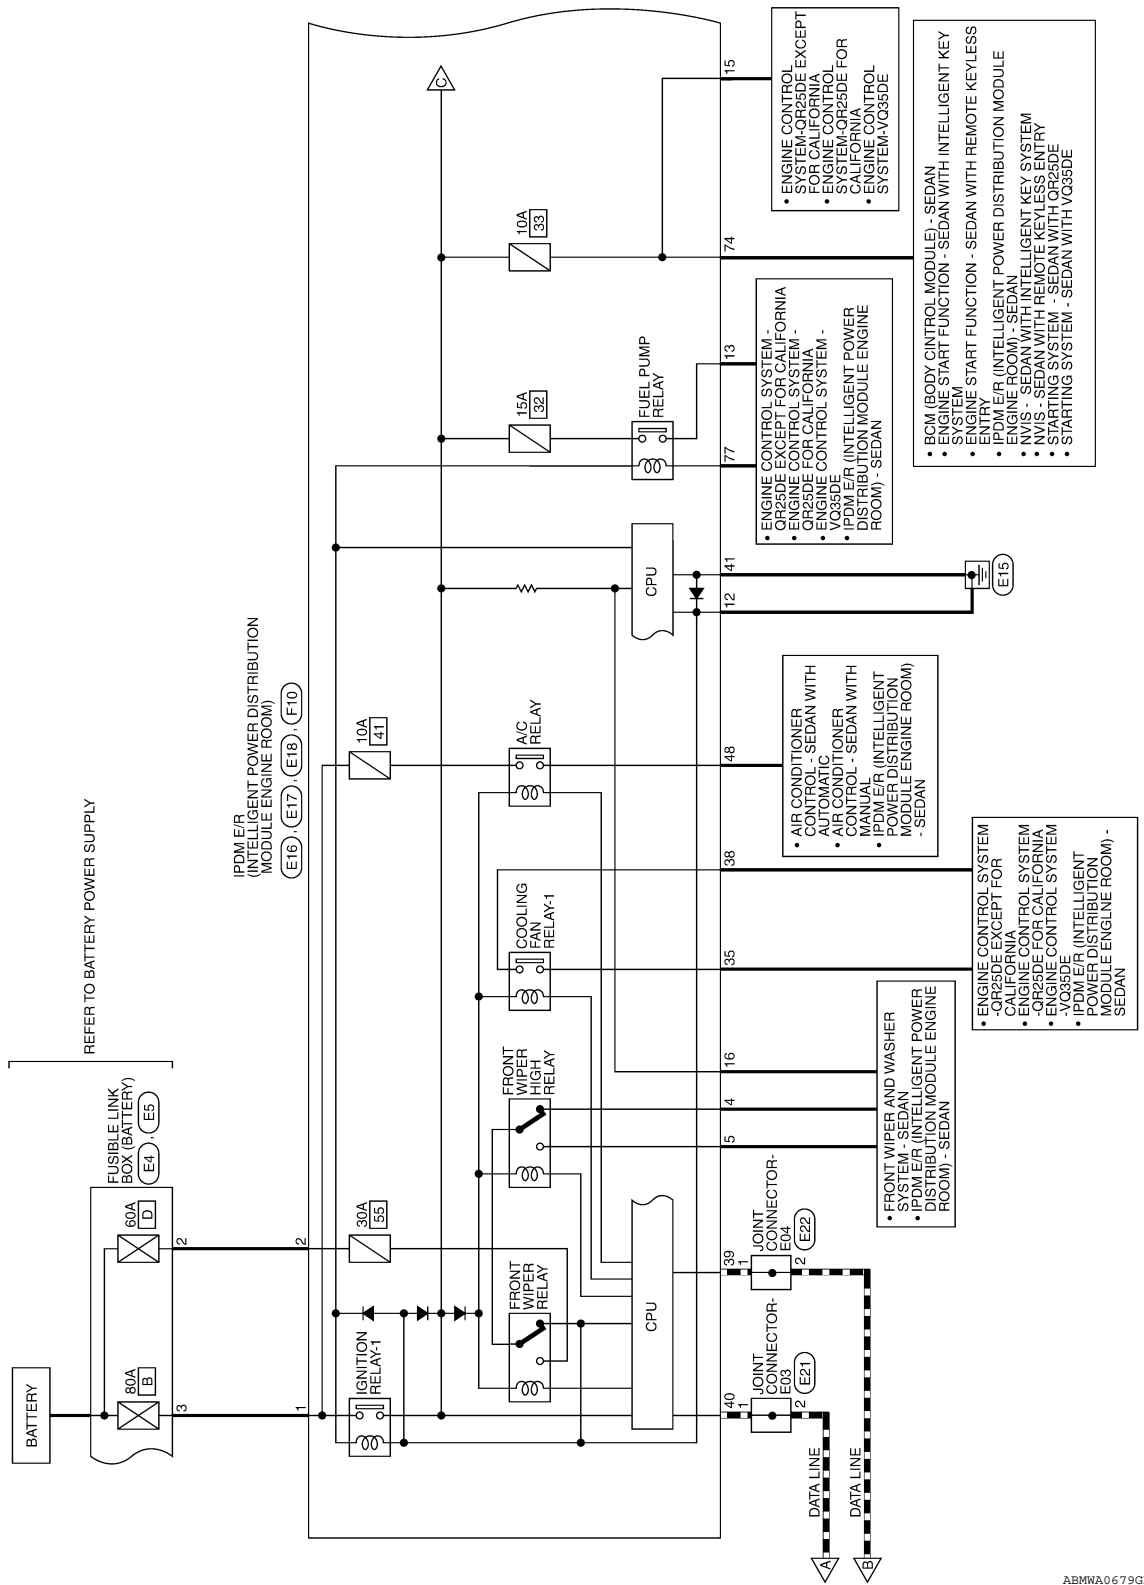 REFER TO BATTERY POWER SUPPLY
BATTERY
80A
B
60A
D
FUSIBLE LINK
BOX (BATTERY)
E4 , E5
3
2
1
2
IPDM E/R
(INTELLIGENT POWER DISTRIBUTION
MODULE ENGINE ROOM)
E16 , E17 , E18 , F10
IGNITION
RELAY-1
30A
55
10A
41
C
FRONT
WIPER
RELAY
FRONT
WIPER
HIGH
RELAY
COOLING
FAN
RELAY-1
A/C
RELAY
15A
32
10A
33
CPU
CPU
FUEL PUMP
RELAY
40
39
5
4
16
35
38
48
12
41
77
13
74
15
1
JOINT
CONNECTOR-
E03
2
E21
1
JOINT
CONNECTOR-
E04
2
E22
DATA LINE
A
DATA LINE
B
• FRONT WIPER AND WASHER
SYSTEM - SEDAN
• IPDM E/R (INTELLIGENT POWER
DISTRIBUTION MODULE ENGINE
ROOM) - SEDAN
• ENGINE CONTROL SYSTEM
-QR25DE EXCEPT FOR
CALIFORNIA
• ENGINE CONTROL SYSTEM
-QR25DE FOR CALIFORNIA
• ENGINE CONTROL SYSTEM
-VQ35DE
• IPDM E/R (INTELLIGENT
POWER DISTRIBUTION
MODULE ENGLNE ROOM) -
SEDAN
• AIR CONDITIONER
CONTROL - SEDAN WITH
AUTOMATIC
• AIR CONDITIONER
CONTROL - SEDAN WITH
MANUAL
• IPDM E/R (INTELLIGENT
POWER DISTRIBUTION
MODULE ENGINE ROOM)
- SEDAN
E15
• ENGINE CONTROL SYSTEM -
QR25DE EXCEPT FOR CALIFORNIA
• ENGINE CONTROL SYSTEM -
QR25DE FOR CALIFORNIA
• ENGINE CONTROL SYSTEM -
VQ35DE
• IPDM E/R (INTELLIGENT POWER
DISTRIBUTION MODULE ENGINE
ROOM) - SEDAN
• BCM (BODY CINTROL MODULE) - SEDAN
• ENGINE START FUNCTION - SEDAN WITH INTELLIGENT KEY
SYSTEM
• ENGINE START FUNCTION - SEDAN WITH REMOTE KEYLESS
ENTRY
• IPDM E/R (INTELLIGENT POWER DISTRIBUTION MODULE
ENGINE ROOM) - SEDAN
• NVIS - SEDAN WITH INTELLIGENT KEY SYSTEM
• NVIS - SEDAN WITH REMOTE KEYLESS ENTRY
• STARTING SYSTEM - SEDAN WITH QR25DE
• STARTING SYSTEM - SEDAN WITH VQ35DE
• ENGINE CONTROL
SYSTEM-QR25DE EXCEPT
FOR CALIFORNIA
• ENGINE CONTROL
SYSTEM-QR25DE FOR
CALIFORNIA
• ENGINE CONTROL
SYSTEM-VQ35DE
ABMWA0679G